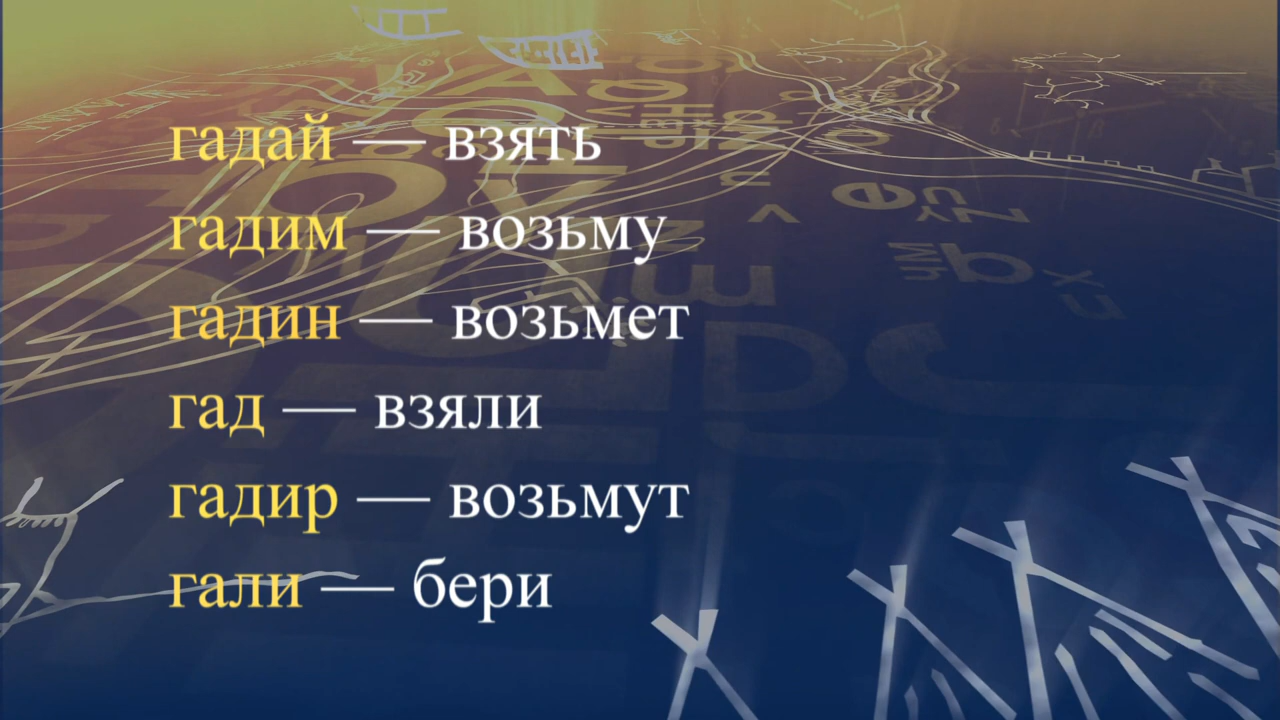 гадай — взять
гадим — возьму
гадин — возьмет
гад — взяли
гадир — возьмут
гали — бери